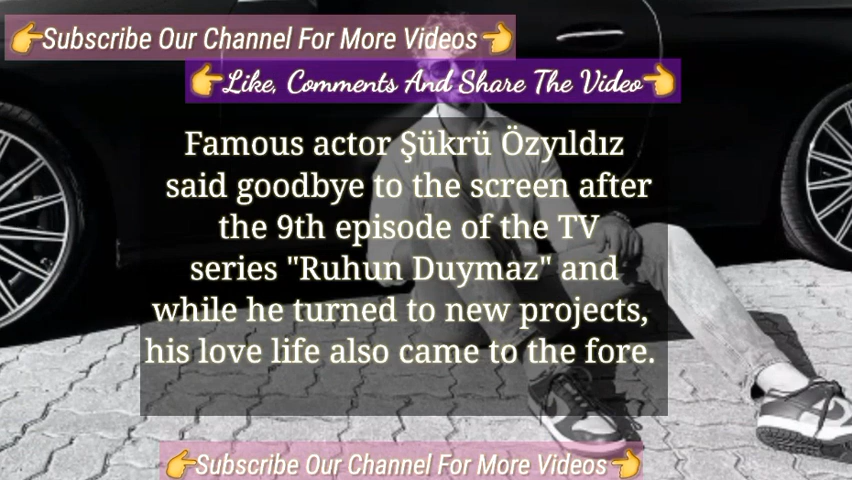 👉Subscribe Our Channel For More Videos👈
👉Like, Comments And Share The Video👈
Famous actor Şükrü Özyıldız
said goodbye to the screen after
the 9th episode of the TV
series "Ruhun Duymaz" and
while he turned to new projects,
his love life also came to the fore.
👉Subscribe Our Channel For More Videos👈